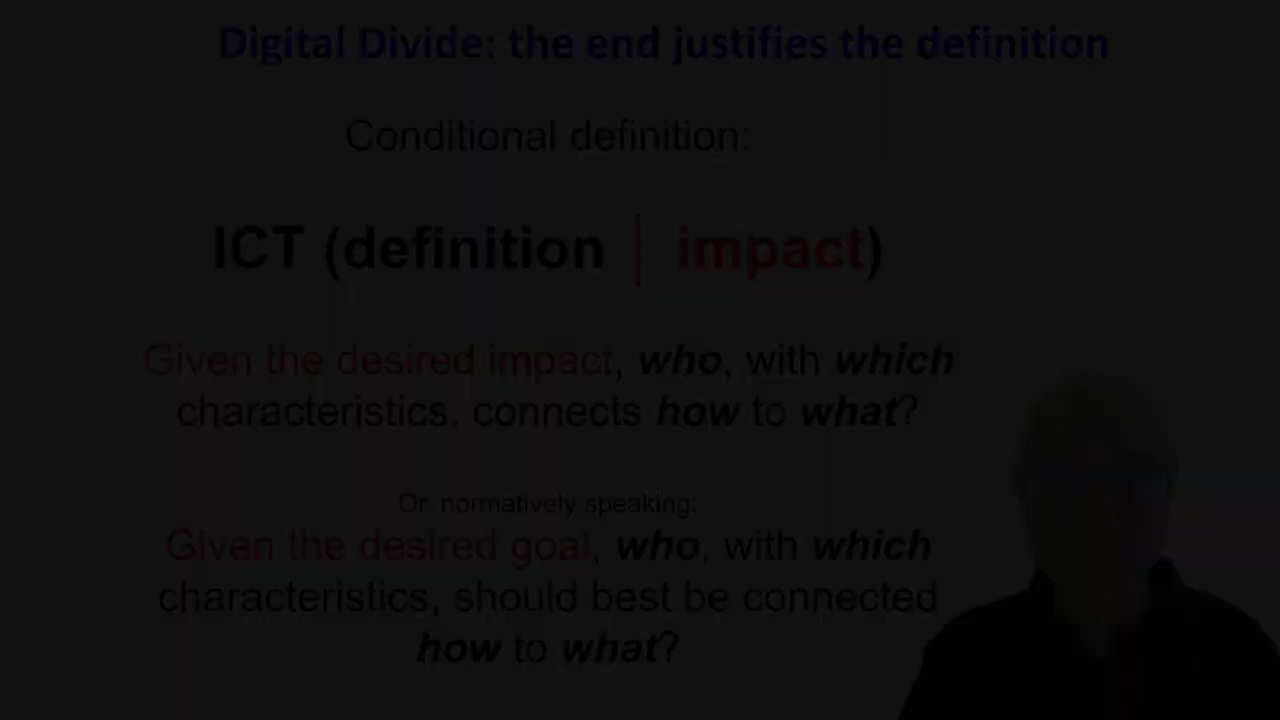 Digital Divide: the end justifies the definition
Conditional definition:
ICT (definition | impact)
Given the desired impact, who, with which
characteristics, connects how to what?
Or, normatively speaking:
Given the desired goal, who, with which
characteristics, should best be connected
how to what?